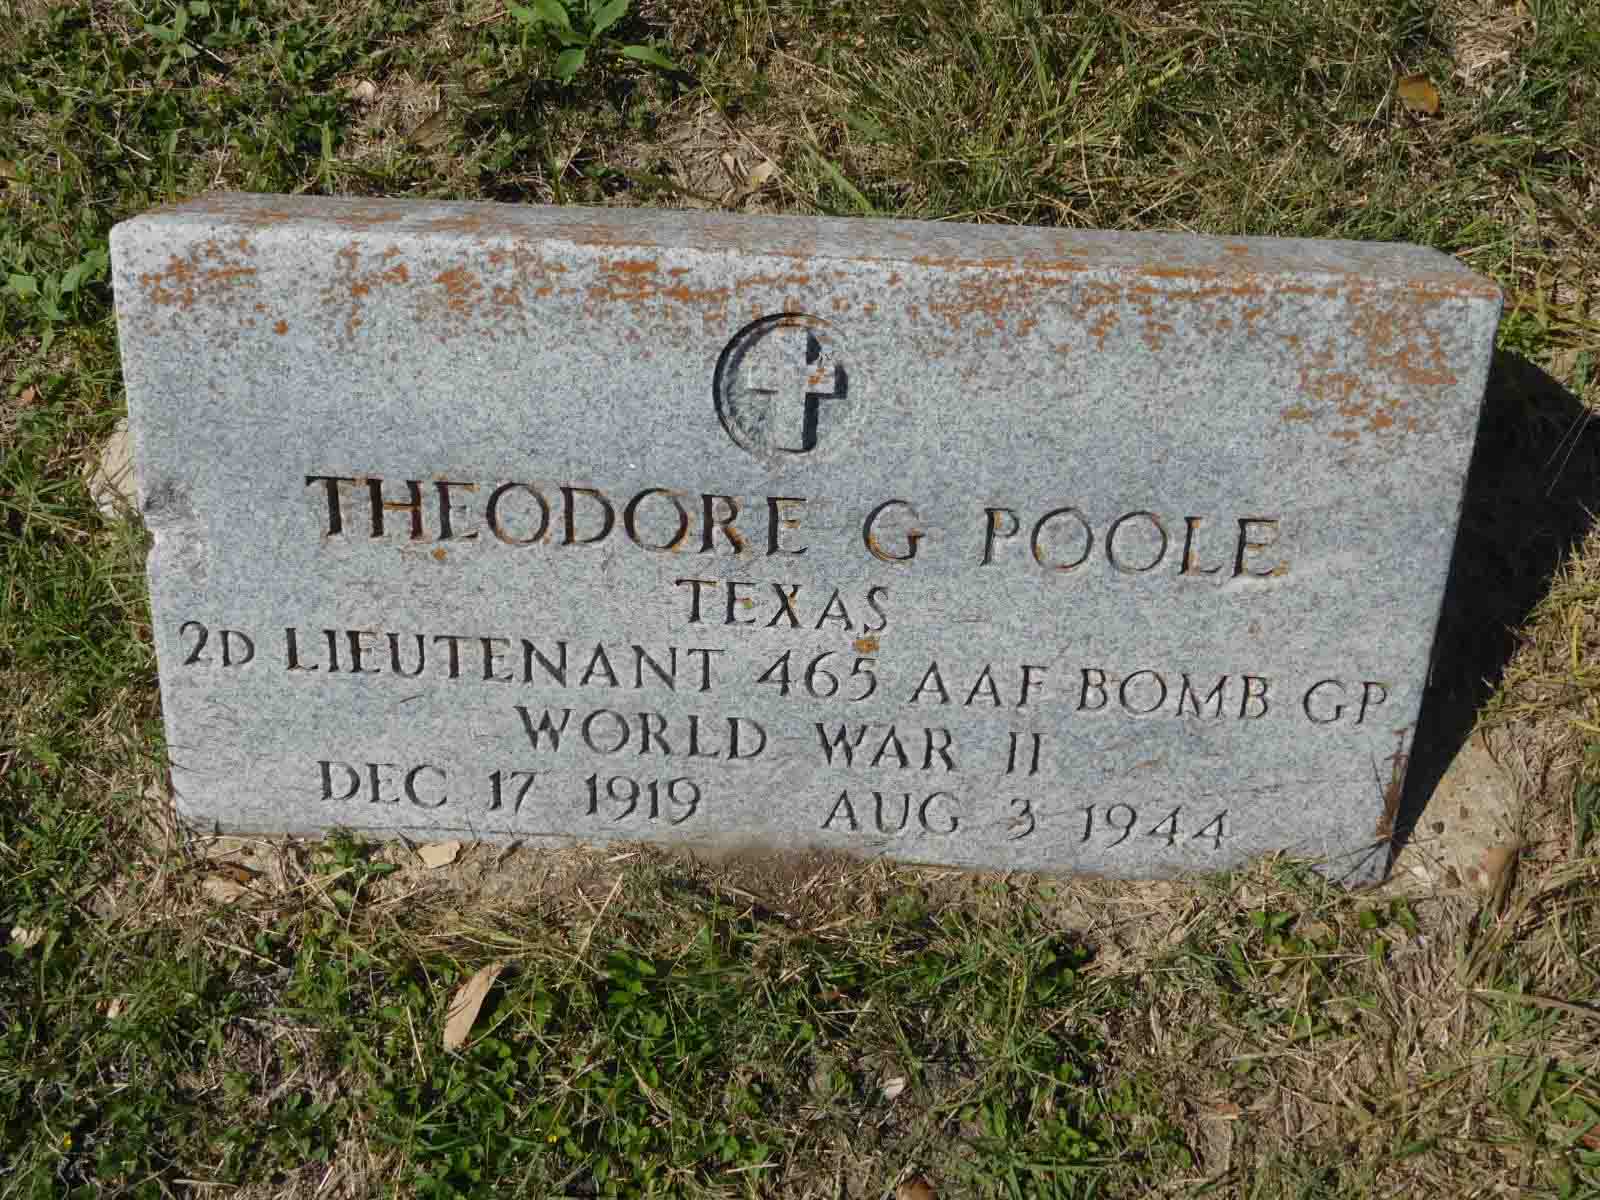 THEODORE G POOLE
TEXAS
2D LIEUTENANT 465 AAF BOMB GP
WORLD WAR II
DEC 17 1919 AUG 3 1944